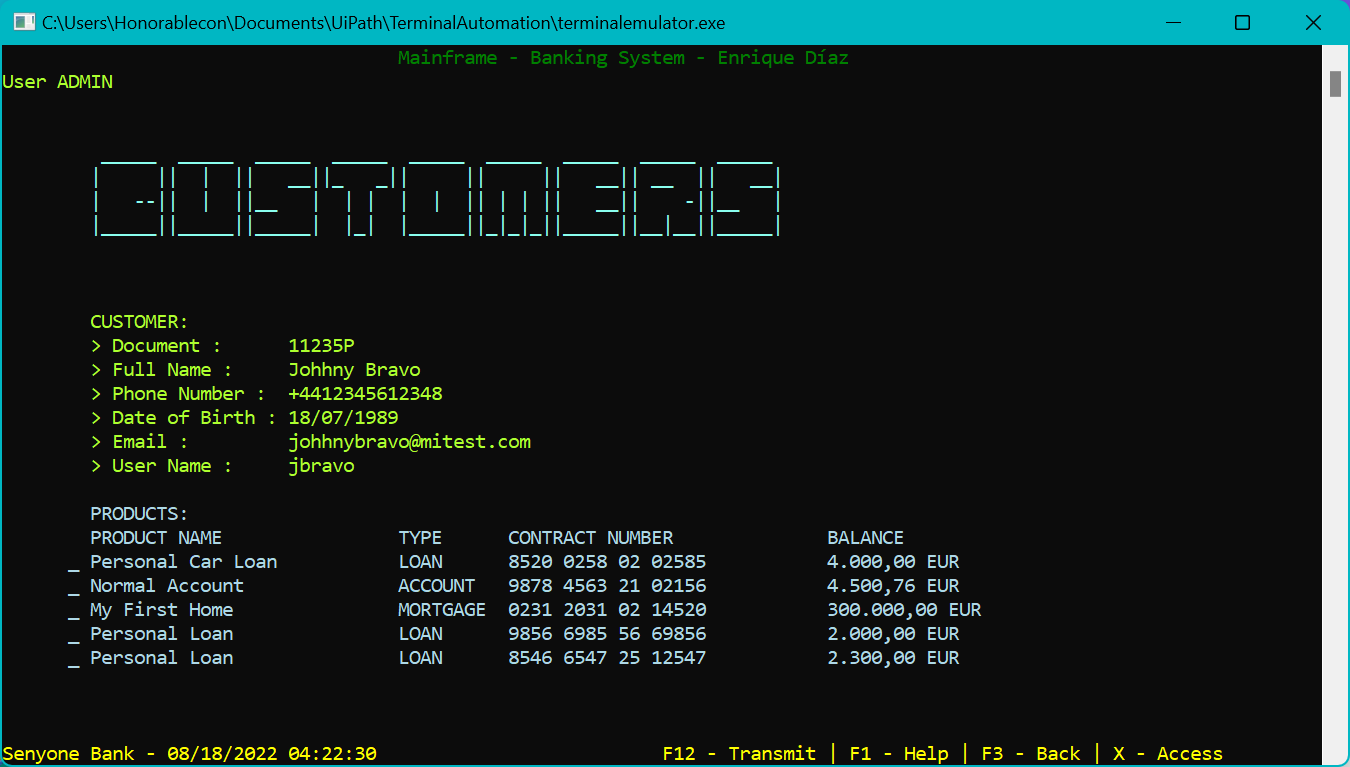 C:\Users\Honorablecon\Documents\UiPath\TerminalAutomation\terminalemulator.exe
Mainframe - Banking System - Enrique Díaz
User ADMIN
CUSTOMERS
CUSTOMER:
> Document : 11235P
> Full Name : Johhny Bravo
> Phone Number : +4412345612348
> Date of Birth : 18/07/1989
> Email : johhnybravo@mitest.com
> User Name : jbravo
PRODUCTS:
PRODUCT NAME TYPE CONTRACT NUMBER BALANCE
_ Personal Car Loan LOAN 8520 0258 02 02585 4.000,00 EUR
_ Normal Account ACCOUNT 9878 4563 21 02156 4.500,76 EUR
_ My First Home MORTGAGE 0231 2031 02 14520 300.000,00 EUR
_ Personal Loan LOAN 9856 6985 56 69856 2.000,00 EUR
_ Personal Loan LOAN 8546 6547 25 12547 2.300,00 EUR
Senyone Bank - 08/18/2022 04:22:30 F12 - Transmit | F1 - Help | F3 - Back | X - Access